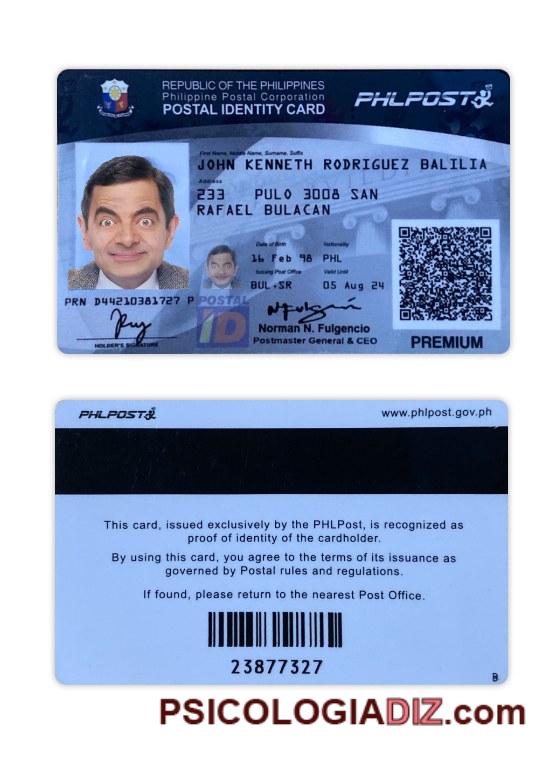 REPUBLIC OF THE PHILIPPINES
Philippine Postal Corporation
POSTAL IDENTITY CARD
PHLPOST
First Name, Middle Name, Surname, Suffix
JOHN KENNETH RODRIGUEZ BALILIA
Address
233 PULO 3008 SAN
RAFAEL BULACAN
Date of Birth Nationality
16 Feb 98 PHL
Issuing Post Office Valid Until
BUL-SR 05 Aug 24
PRN D44210381727 P
POSTAL
iD
HOLDER'S SIGNATURE
Norman N. Fulgencio
Postmaster General & CEO
PREMIUM
PHLPOST
www.phlpost.gov.ph
This card, issued exclusively by the PHLPost, is recognized as
proof of identity of the cardholder.
By using this card, you agree to the terms of its issuance as
governed by Postal rules and regulations.
If found, please return to the nearest Post Office.
23877327
B
PSICOLOGIADIZ.com